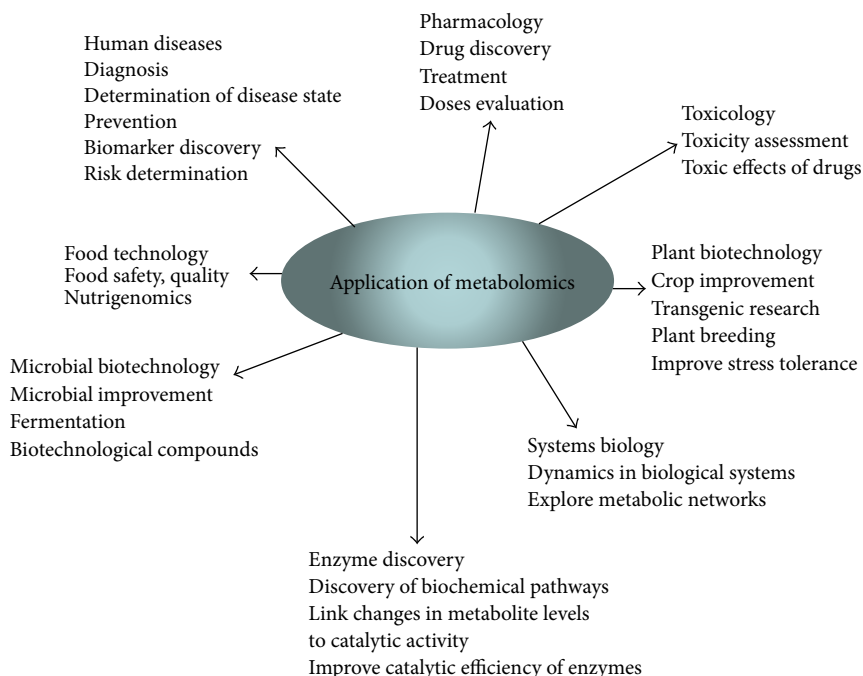 Pharmacology
Drug discovery
Treatment
Doses evaluation
Human diseases
Diagnosis
Determination of disease state
Prevention
Biomarker discovery
Risk determination
Toxicology
Toxicity assessment
Toxic effects of drugs
Food technology
Food safety, quality
Nutrigenomics
Application of metabolomics
Plant biotechnology
Crop improvement
Transgenic research
Plant breeding
Improve stress tolerance
Microbial biotechnology
Microbial improvement
Fermentation
Biotechnological compounds
Systems biology
Dynamics in biological systems
Explore metabolic networks
Enzyme discovery
Discovery of biochemical pathways
Link changes in metabolite levels
to catalytic activity
Improve catalytic efficiency of enzymes